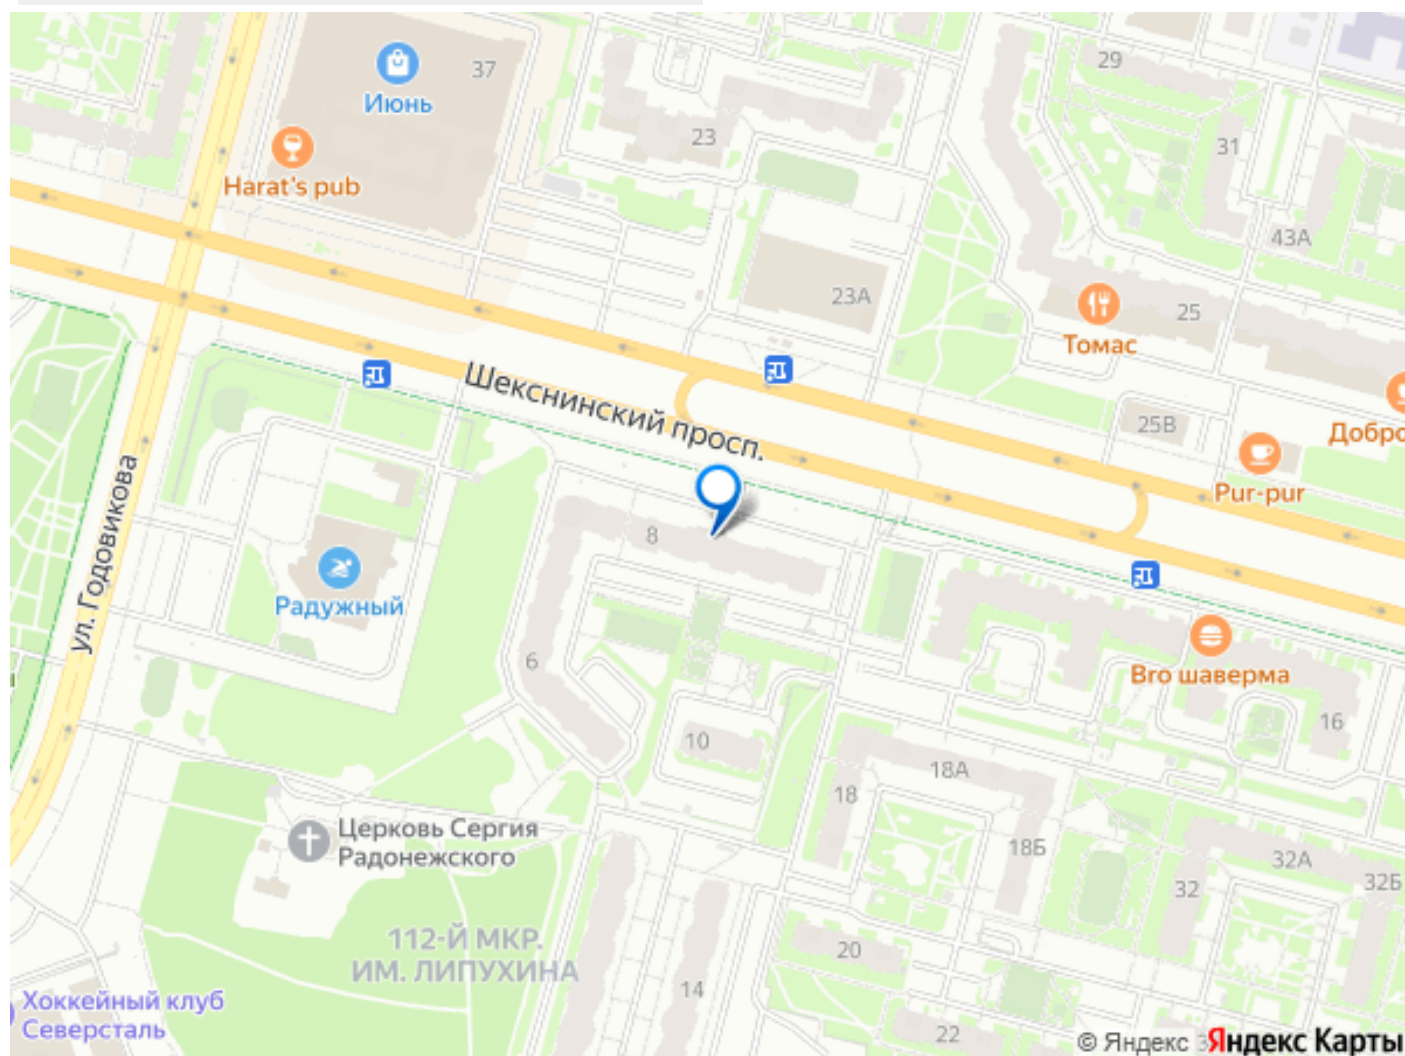 29
37
Июнь
23
31
Harat's pub
43А
23А
25
Томас
Шекснинский просп.
25В
Добро
Pur-pur
ул. Годовикова
8
Радужный
6
Bro шаверма
16
10
18А
18
Церковь Сергия
Радонежского
18Б
32А
32Б
32
112-Й МКР.
ИМ. ЛИПУХИНА
20
14
Хоккейный клуб
Северсталь
22
© Яндекс Яндекс Карты